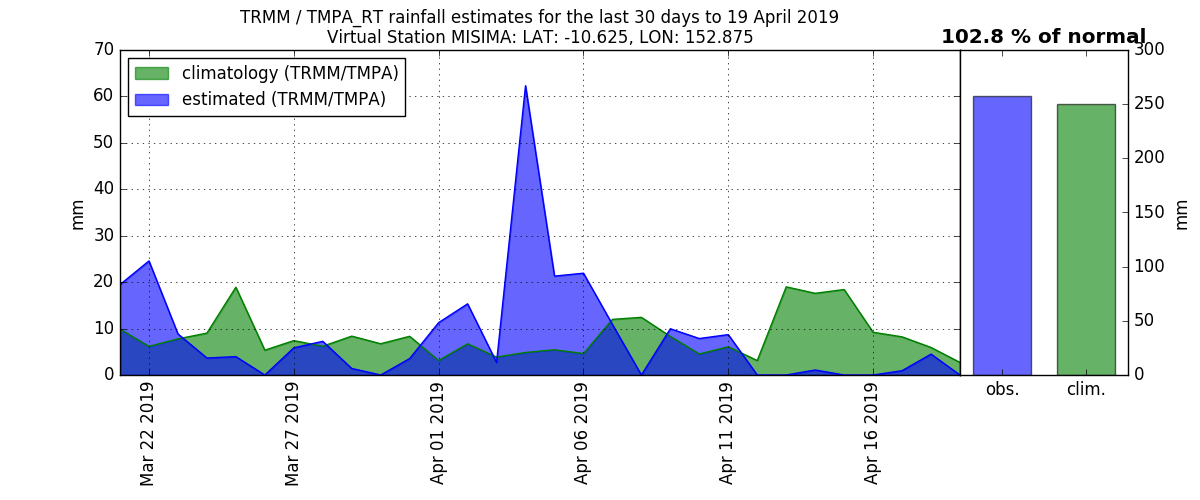 TRMM / TMPA_RT rainfall estimates for the last 30 days to 19 April 2019
Virtual Station MISIMA: LAT: -10.625, LON: 152.875
102.8 % of normal
climatology (TRMM/TMPA)
estimated (TRMM/TMPA)
mm
70
60
50
40
30
20
10
0
Mar 22 2019
Mar 27 2019
Apr 01 2019
Apr 06 2019
Apr 11 2019
Apr 16 2019
300
250
200
150
100
50
0
mm
obs.
clim.